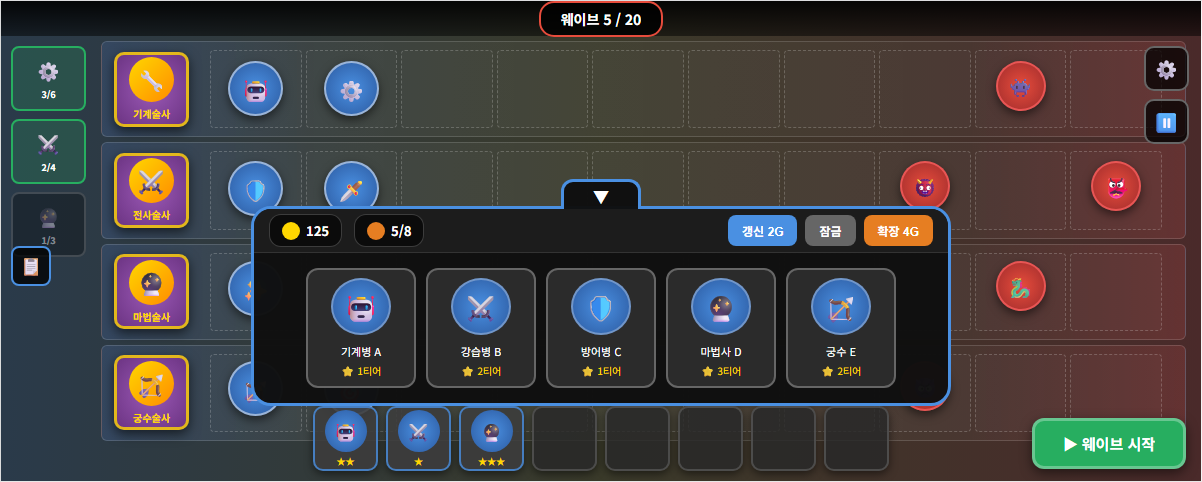 웨이브 5 / 20
3/6
2/4
1/3
기계술사
전사술사
마법술사
궁수술사
125
5/8
갱신 2G
잠금
확장 4G
기계병 A
1티어
강습병 B
2티어
방어병 C
1티어
마법사 D
3티어
궁수 E
2티어
▶ 웨이브 시작